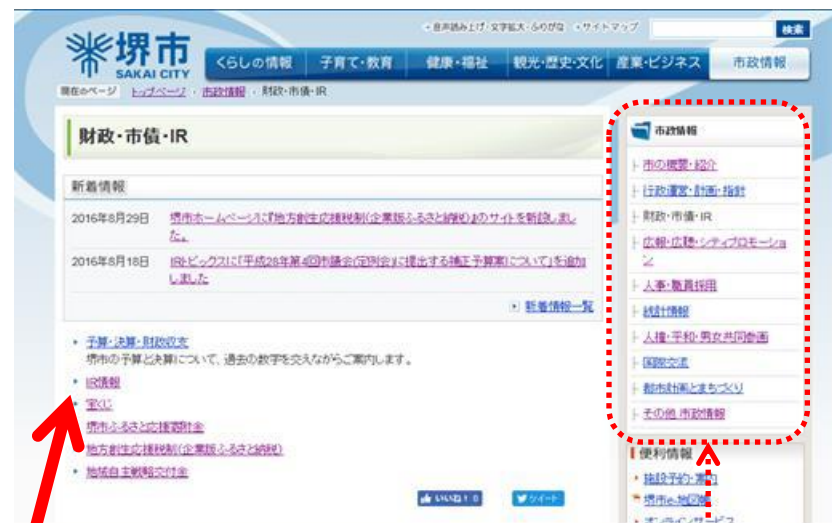 音声読み上げ・文字拡大・ふりがな
サイトマップ
検索
堺市
SAKAI CITY
くらしの情報
子育て・教育
健康・福祉
観光・歴史・文化
産業・ビジネス
市政情報
現在のページ トップページ 市政情報 財政・市債・IR
財政・市債・IR
新着情報
2016年8月29日 堺市ホームページに『地方創生応援税制(企業版ふるさと納税)』のサイトを新設しまし
た。
2016年8月18日 IRトピックスに「平成28年第4回市議会(定例会)に提出する補正予算案について」を追加
しました
新着情報一覧
予算・決算・財政収支
堺市の予算と決算について、過去の数字を交えながらご案内します。
IR情報
宝くじ
堺市ふるさと応援寄附金
地方創生応援税制(企業版ふるさと納税)
地域自主戦略交付金
いいね! 0
ツイート
市政情報
市の概要・紹介
行政運営・計画・指針
財政・市債・IR
広報・広聴・シティプロモーショ
ン
人事・職員採用
統計情報
人権・平和・男女共同参画
国際交流
都市計画とまちづくり
その他 市政情報
便利情報
施設予約・案内
堺市e-地図帳
オンラインサービス